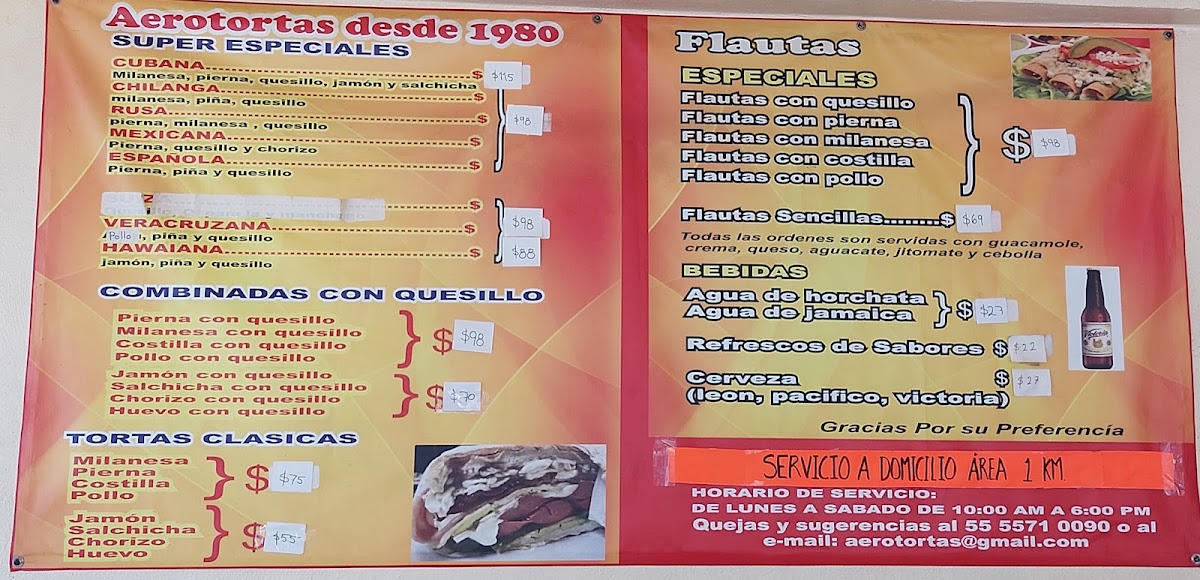 Aerotortas desde 1980
SUPER ESPECIALES
CUBANA........$ $115
Milanesa, pierna, quesillo, jamón y salchicha
CHILANGA........$
milanesa, piña, quesillo
RUSA........$ $98
pierna, milanesa , quesillo
MEXICANA........$
Pierna, quesillo y chorizo
ESPAÑOLA........$
Pierna, piña y quesillo
........$
VERACRUZANA........$ $98
Pollo, piña y quesillo
HAWAIANA........$ $88
jamón, piña y quesillo
COMBINADAS CON QUESILLO
Pierna con quesillo
Milanesa con quesillo
Costilla con quesillo
Pollo con quesillo
$ $98
Jamón con quesillo
Salchicha con quesillo
Chorizo con quesillo
Huevo con quesillo
$ $70
TORTAS CLASICAS
Milanesa
Pierna
Costilla
Pollo
$ $75
Jamón
Salchicha
Chorizo
Huevo
$ $55
Flautas
ESPECIALES
Flautas con quesillo
Flautas con pierna
Flautas con milanesa
Flautas con costilla
Flautas con pollo
$ $98
Flautas Sencillas........$ $69
Todas las ordenes son servidas con guacamole,
crema, queso, aguacate, jitomate y cebolla
BEBIDAS
Agua de horchata
Agua de jamaica
$ $27
Refrescos de Sabores $ $22
Cerveza $ $27
(leon, pacifico, victoria)
Gracias Por su Preferencía
SERVICIO A DOMICILIO ÁREA 1 KM.
HORARIO DE SERVICIO:
DE LUNES A SABADO DE 10:00 AM A 6:00 PM
Quejas y sugerencias al 55 5571 0090 o al
e-mail: aerotortas@gmail.com